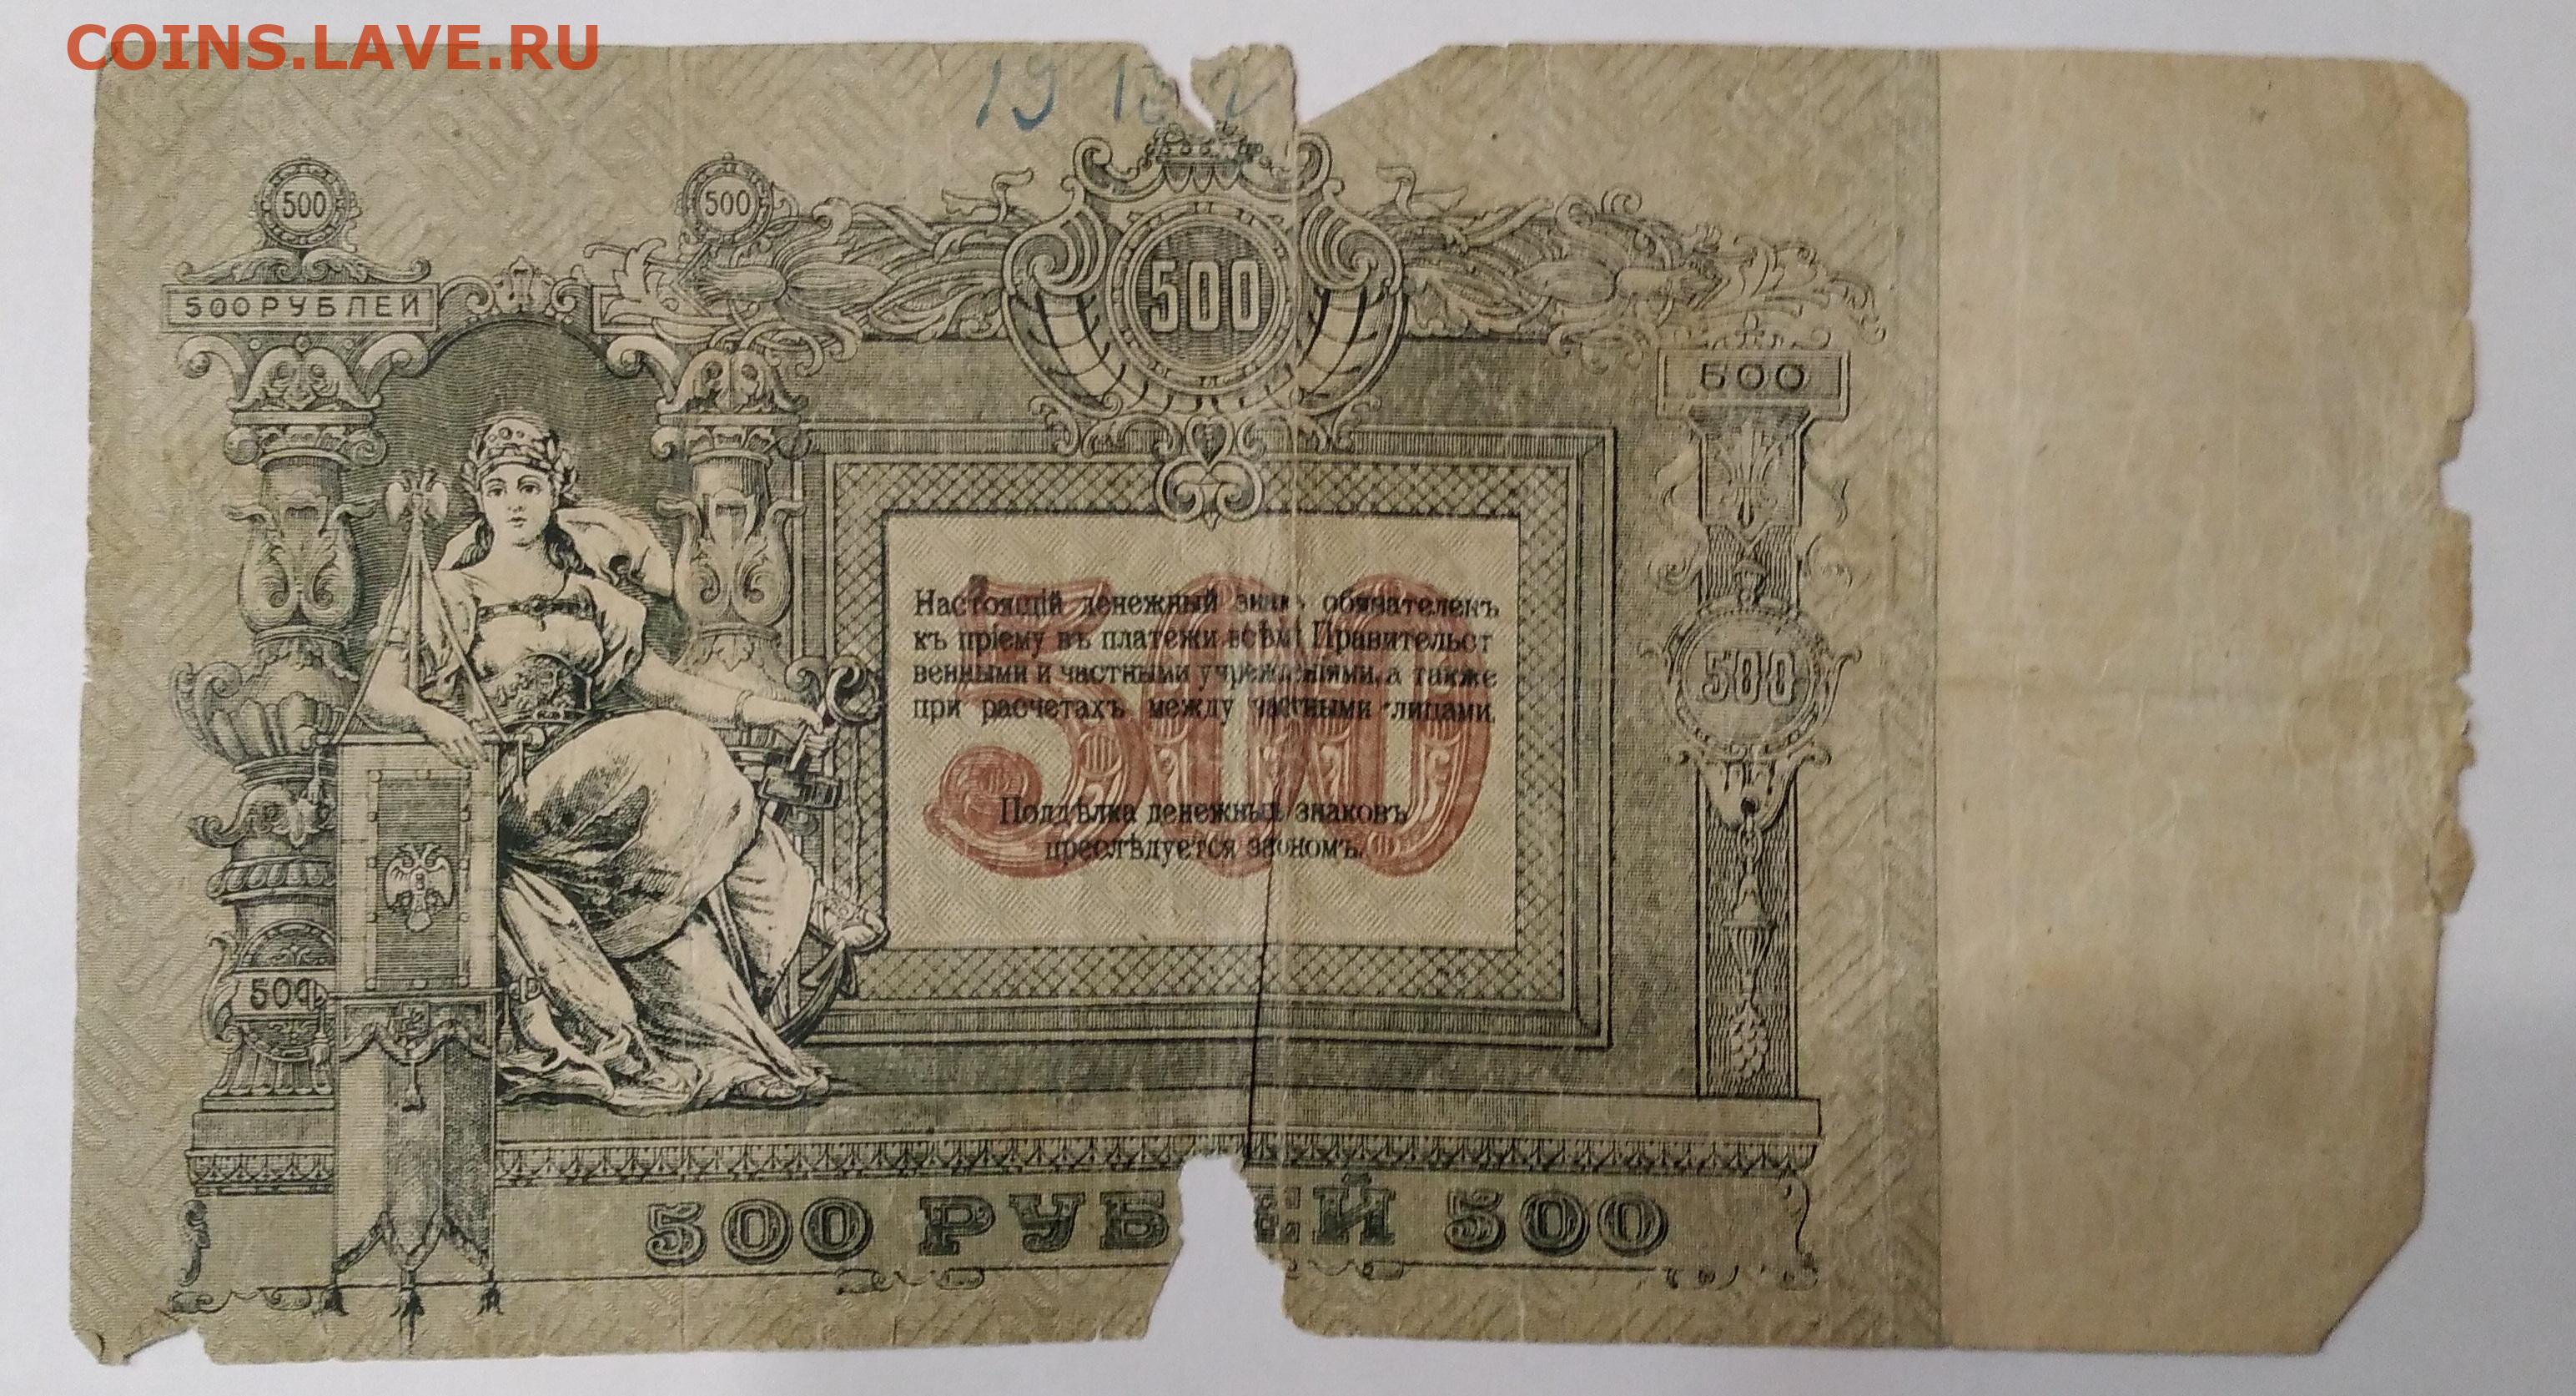 COINS.LAVE.RU
500
500
500
500 РУБЛЕЙ
500
500
Настоящій денежный знакъ обязателенъ
къ пріему въ платежи всѣми Правительст
венными и частными учрежденіями, а также
при расчетахъ между частными лицами.
500
Поддѣлка денежныхъ знаковъ
преслѣдуется закономъ.
500
500 РУБ ЕЙ 500